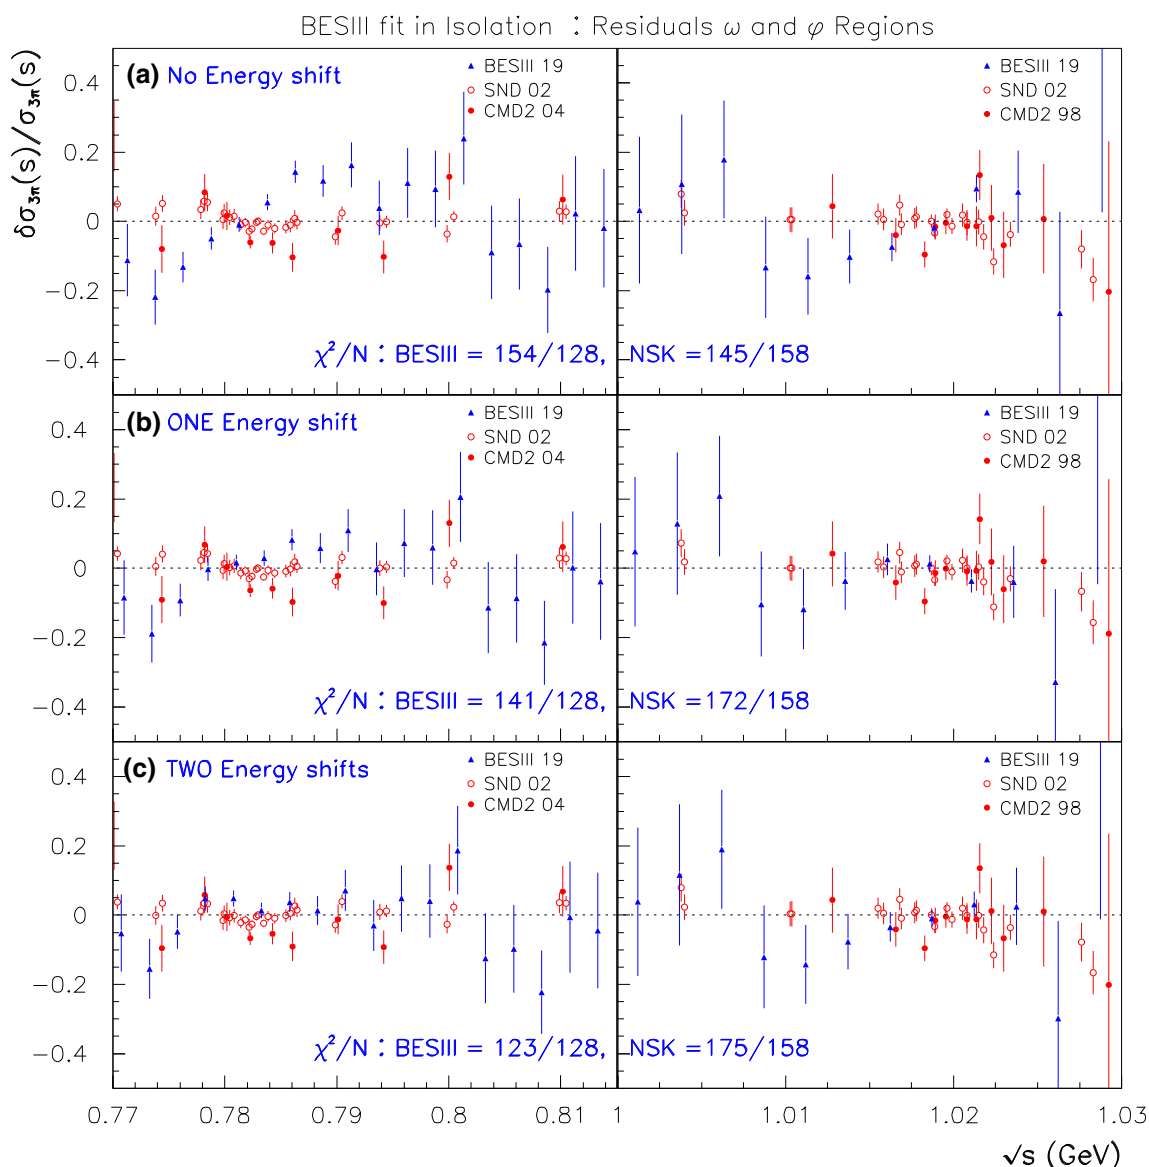 BESIII fit in Isolation : Residuals ω and φ Regions
δσ3π(s)/σ3π(s)
(a) No Energy shift
BESIII 19
SND 02
CMD2 04
BESIII 19
SND 02
CMD2 98
0.4
0.2
0
−0.2
−0.4
χ²/N : BESIII = 154/128, NSK =145/158
(b) ONE Energy shift
BESIII 19
SND 02
CMD2 04
BESIII 19
SND 02
CMD2 98
0.4
0.2
0
−0.2
−0.4
χ²/N : BESIII = 141/128, NSK =172/158
(c) TWO Energy shifts
BESIII 19
SND 02
CMD2 04
BESIII 19
SND 02
CMD2 98
0.4
0.2
0
−0.2
−0.4
χ²/N : BESIII = 123/128, NSK =175/158
0.77 0.78 0.79 0.8 0.81 1 1.01 1.02 1.03
√s (GeV)